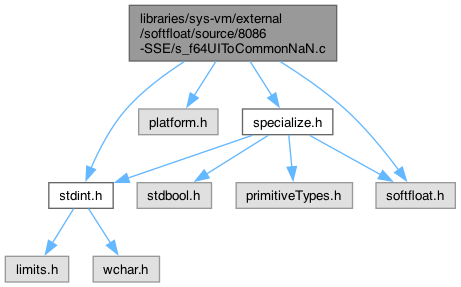 libraries/sys-vm/external
/softfloat/source/8086
-SSE/s_f64UIToCommonNaN.c
platform.h
specialize.h
stdint.h
stdbool.h
primitiveTypes.h
softfloat.h
limits.h
wchar.h